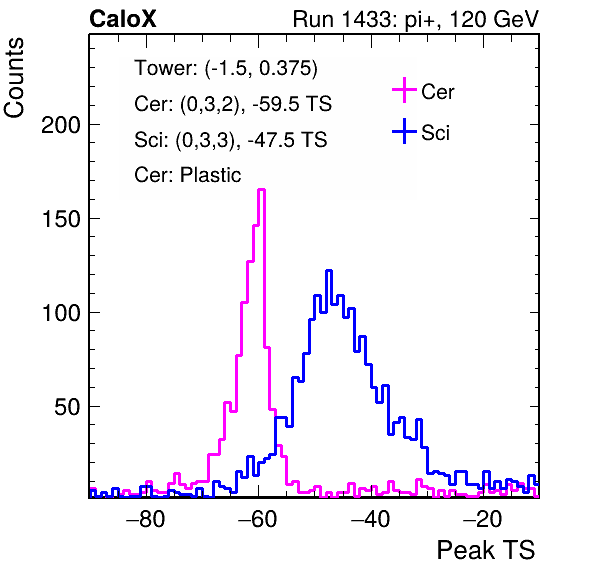 CaloX Run 1433: pi+, 120 GeV
Counts
Tower: (-1.5, 0.375)
Cer: (0,3,2), -59.5 TS
Sci: (0,3,3), -47.5 TS
Cer: Plastic
Cer
Sci
200
150
100
50
−80 −60 −40 −20
Peak TS